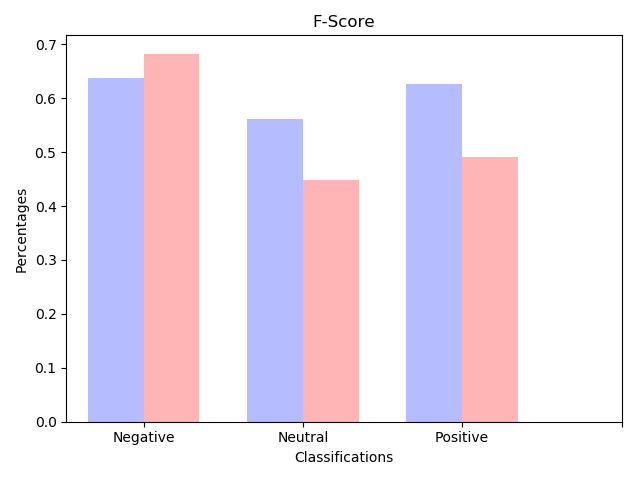 F-Score
0.7
0.6
0.5
0.4
0.3
0.2
0.1
0.0
Percentages
Negative
Neutral
Positive
Classifications